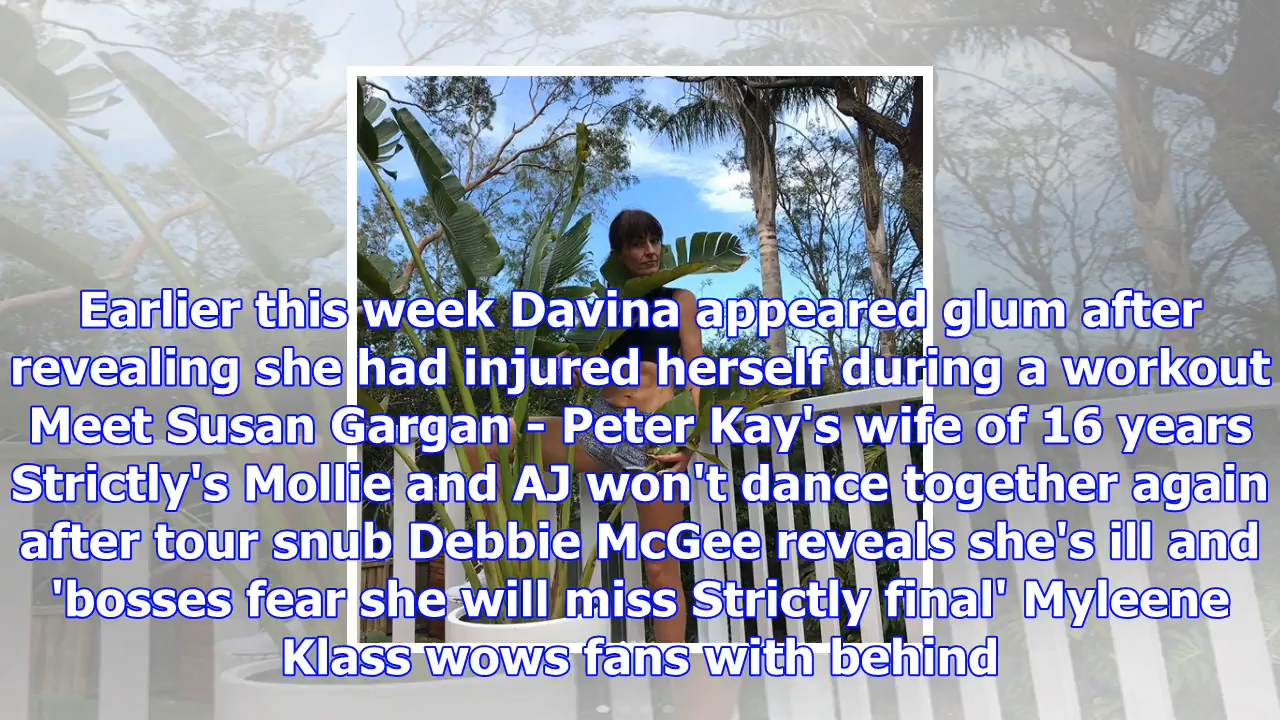 Earlier this week Davina appeared glum after
revealing she had injured herself during a workout
Meet Susan Gargan - Peter Kay's wife of 16 years
Strictly's Mollie and AJ won't dance together again
after tour snub Debbie McGee reveals she's ill and
'bosses fear she will miss Strictly final' Myleene
Klass wows fans with behind